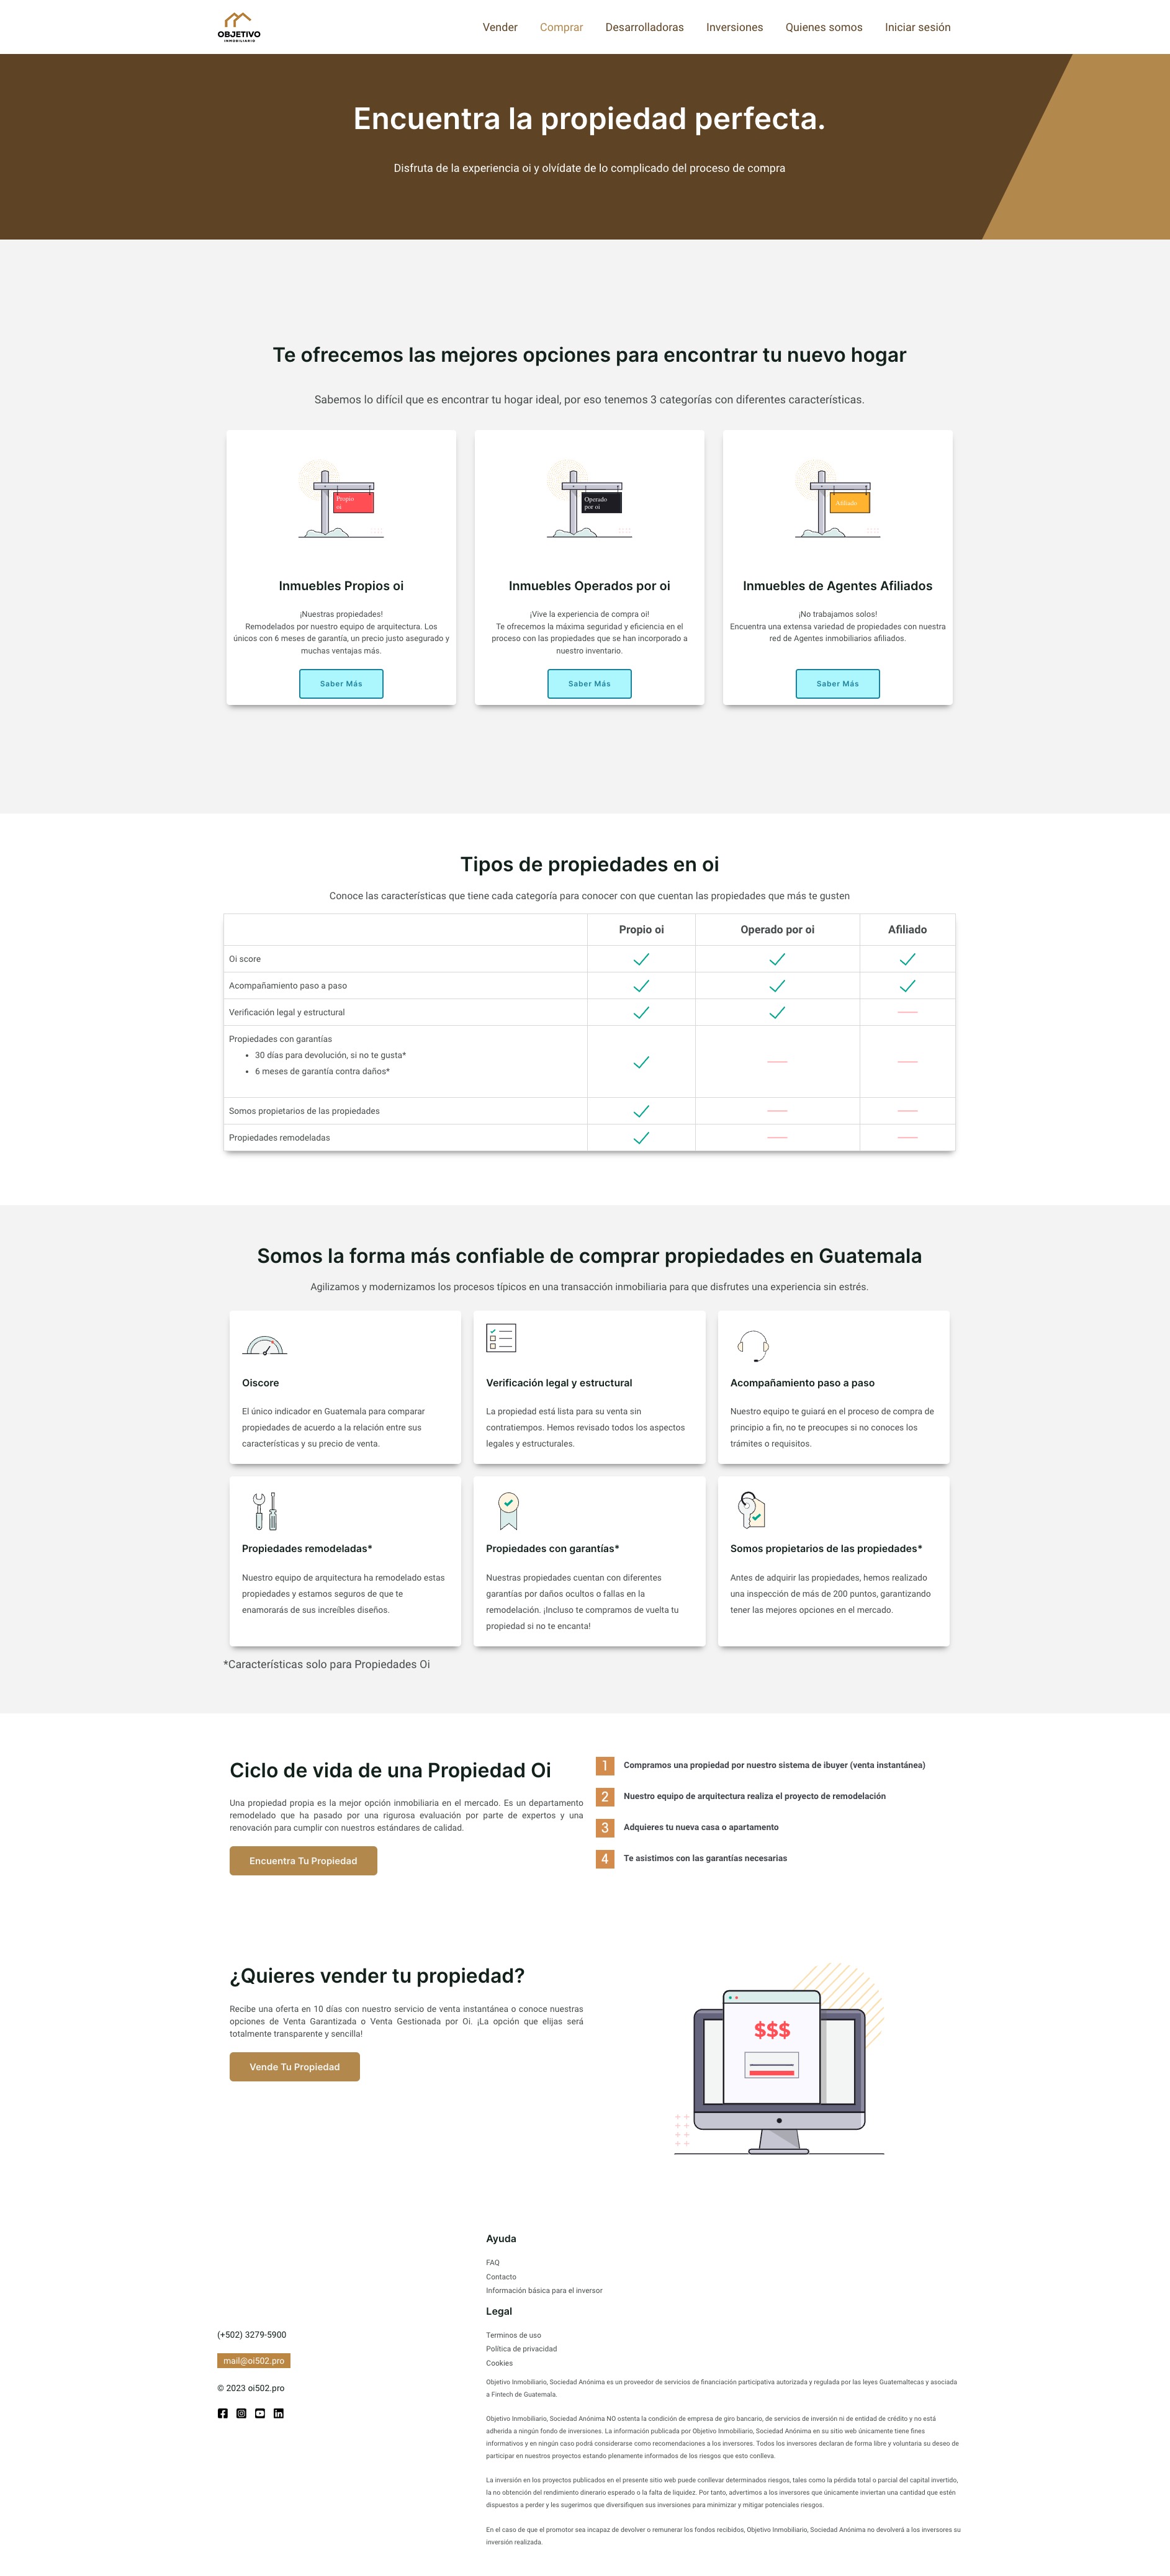 OBJETIVO
INMOBILIARIO
Vender
Comprar
Desarrolladoras
Inversiones
Quienes somos
Iniciar sesión
Encuentra la propiedad perfecta.
Disfruta de la experiencia oi y olvídate de lo complicado del proceso de compra
Te ofrecemos las mejores opciones para encontrar tu nuevo hogar
Sabemos lo difícil que es encontrar tu hogar ideal, por eso tenemos 3 categorías con diferentes características.
Propio
oi
Inmuebles Propios oi
¡Nuestras propiedades!
Remodelados por nuestro equipo de arquitectura. Los
únicos con 6 meses de garantía, un precio justo asegurado y
muchas ventajas más.
Saber Más
Operado
por oi
Inmuebles Operados por oi
¡Vive la experiencia de compra oi!
Te ofrecemos la máxima seguridad y eficiencia en el
proceso con las propiedades que se han incorporado a
nuestro inventario.
Saber Más
Afiliado
Inmuebles de Agentes Afiliados
¡No trabajamos solos!
Encuentra una extensa variedad de propiedades con nuestra
red de Agentes inmobiliarios afiliados.
Saber Más
Tipos de propiedades en oi
Conoce las características que tiene cada categoría para conocer con que cuentan las propiedades que más te gusten
Propio oi
Operado por oi
Afiliado
Oi score
Acompañamiento paso a paso
Verificación legal y estructural
Propiedades con garantías
• 30 días para devolución, si no te gusta*
• 6 meses de garantía contra daños*
Somos propietarios de las propiedades
Propiedades remodeladas
Somos la forma más confiable de comprar propiedades en Guatemala
Agilizamos y modernizamos los procesos típicos en una transacción inmobiliaria para que disfrutes una experiencia sin estrés.
Oiscore
El único indicador en Guatemala para comparar
propiedades de acuerdo a la relación entre sus
características y su precio de venta.
Verificación legal y estructural
La propiedad está lista para su venta sin
contratiempos. Hemos revisado todos los aspectos
legales y estructurales.
Acompañamiento paso a paso
Nuestro equipo te guiará en el proceso de compra de
principio a fin, no te preocupes si no conoces los
trámites o requisitos.
Propiedades remodeladas*
Nuestro equipo de arquitectura ha remodelado estas
propiedades y estamos seguros de que te
enamorarás de sus increíbles diseños.
Propiedades con garantías*
Nuestras propiedades cuentan con diferentes
garantías por daños ocultos o fallas en la
remodelación. ¡Incluso te compramos de vuelta tu
propiedad si no te encanta!
Somos propietarios de las propiedades*
Antes de adquirir las propiedades, hemos realizado
una inspección de más de 200 puntos, garantizando
tener las mejores opciones en el mercado.
*Características solo para Propiedades Oi
Ciclo de vida de una Propiedad Oi
Una propiedad propia es la mejor opción inmobiliaria en el mercado. Es un departamento
remodelado que ha pasado por una rigurosa evaluación por parte de expertos y una
renovación para cumplir con nuestros estándares de calidad.
Encuentra Tu Propiedad
1 Compramos una propiedad por nuestro sistema de ibuyer (venta instantánea)
2 Nuestro equipo de arquitectura realiza el proyecto de remodelación
3 Adquieres tu nueva casa o apartamento
4 Te asistimos con las garantías necesarias
¿Quieres vender tu propiedad?
Recibe una oferta en 10 días con nuestro servicio de venta instantánea o conoce nuestras
opciones de Venta Garantizada o Venta Gestionada por Oi. ¡La opción que elijas será
totalmente transparente y sencilla!
Vende Tu Propiedad
$$$
(+502) 3279-5900
mail@oi502.pro
© 2023 oi502.pro
Ayuda
FAQ
Contacto
Información básica para el inversor
Legal
Terminos de uso
Política de privacidad
Cookies
Objetivo Inmobiliario, Sociedad Anónima es un proveedor de servicios de financiación participativa autorizada y regulada por las leyes Guatemaltecas y asociada
a Fintech de Guatemala.
Objetivo Inmobiliario, Sociedad Anónima NO ostenta la condición de empresa de giro bancario, de servicios de inversión ni de entidad de crédito y no está
adherida a ningún fondo de inversiones. La información publicada por Objetivo Inmobiliario, Sociedad Anónima en su sitio web únicamente tiene fines
informativos y en ningún caso podrá considerarse como recomendaciones a los inversores. Todos los inversores declaran de forma libre y voluntaria su deseo de
participar en nuestros proyectos estando plenamente informados de los riesgos que esto conlleva.
La inversión en los proyectos publicados en el presente sitio web puede conllevar determinados riesgos, tales como la pérdida total o parcial del capital invertido,
la no obtención del rendimiento dinerario esperado o la falta de liquidez. Por tanto, advertimos a los inversores que únicamente inviertan una cantidad que estén
dispuestos a perder y les sugerimos que diversifiquen sus inversiones para minimizar y mitigar potenciales riesgos.
En el caso de que el promotor sea incapaz de devolver o remunerar los fondos recibidos, Objetivo Inmobiliario, Sociedad Anónima no devolverá a los inversores su
inversión realizada.